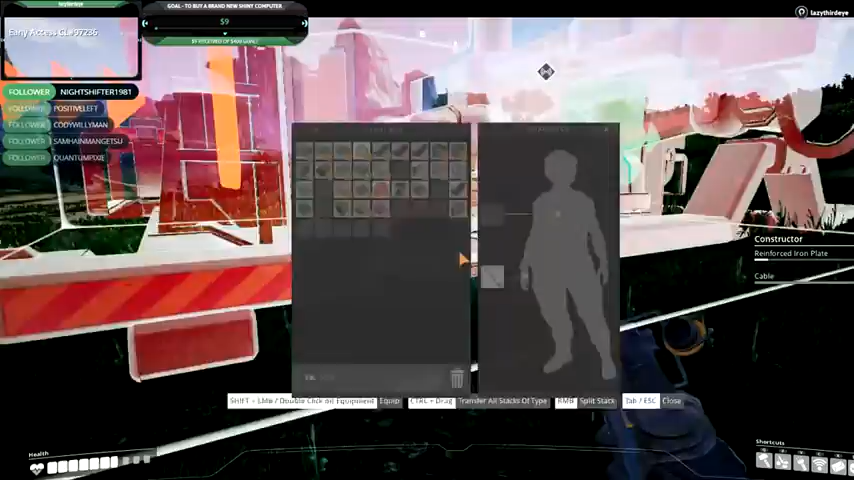 lazythirdeye
GOAL - TO BUY A BRAND NEW SHINY COMPUTER
lazythirdeye
$9
Early Access CL#97236
FOLLOWER NIGHTSHIFTER1981
FOLLOWER POSITIVELEFT
FOLLOWER CODYWILLYMAN
FOLLOWER SAMHAINMANGETSU
FOLLOWER QUANTUMPIXIE
Constructor
Reinforced Iron Plate
Cable
SHIFT + LMB / Double Click on Equipment Equip CTRL + Drag Transfer All Stacks Of Type RMB Split Stack Tab / ESC Close
Health
Shortcuts